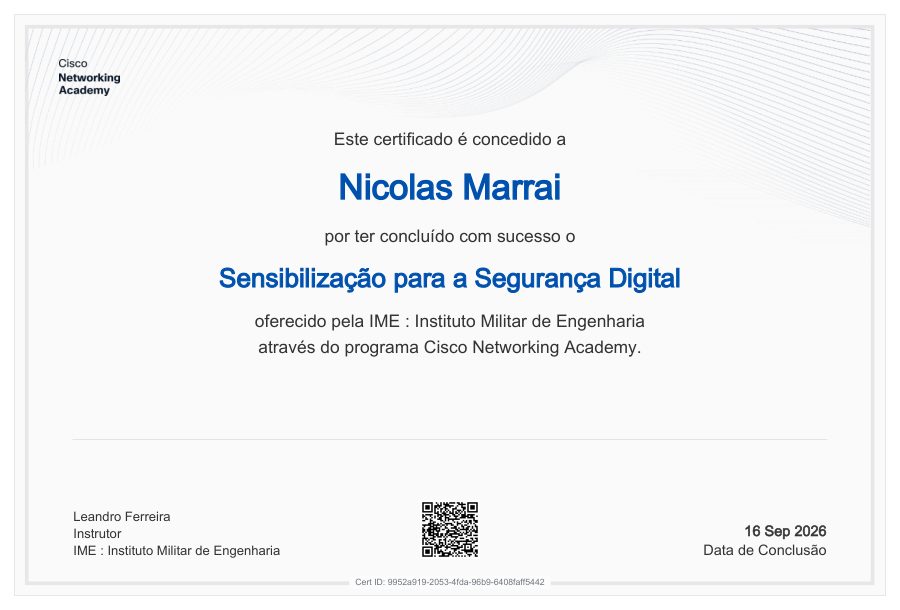 Cisco
Networking
Academy
Este certificado é concedido a
Nicolas Marrai
por ter concluído com sucesso o
Sensibilização para a Segurança Digital
oferecido pela IME : Instituto Militar de Engenharia
através do programa Cisco Networking Academy.
Leandro Ferreira
Instrutor
IME : Instituto Militar de Engenharia
16 Sep 2026
Data de Conclusão
Cert ID: 9952a919-2053-4fda-96b9-6408faff5442